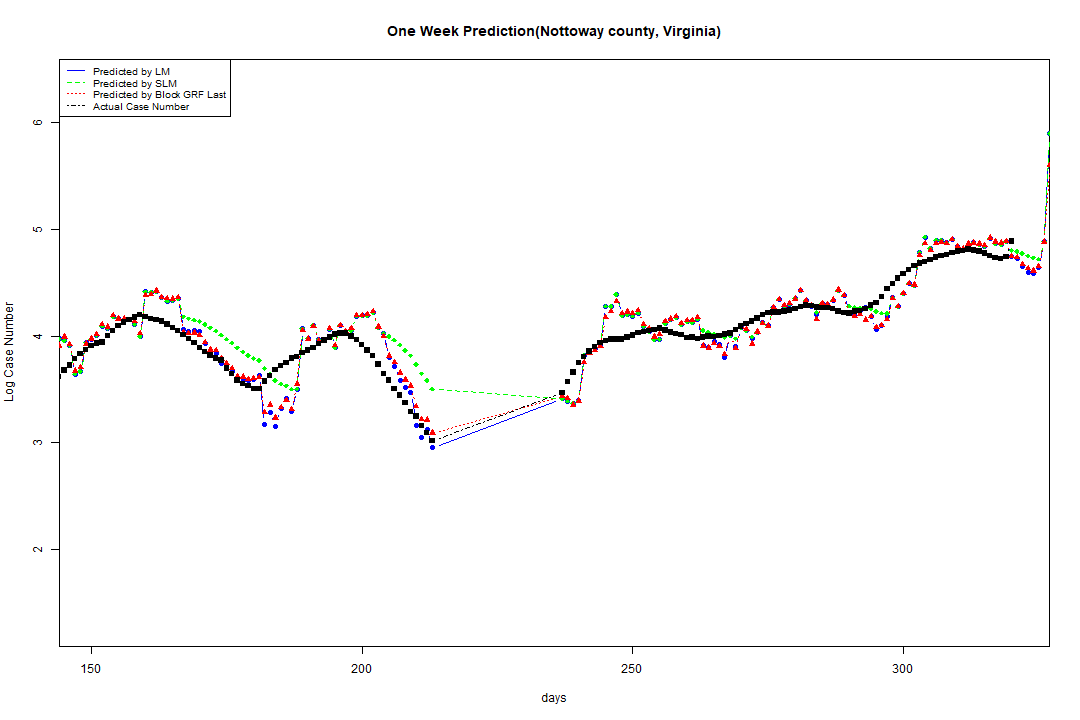 One Week Prediction(Nottoway county, Virginia)
Predicted by LM
Predicted by SLM
Predicted by Block GRF Last
Actual Case Number
Log Case Number
6
5
4
3
2
150 200 250 300
days